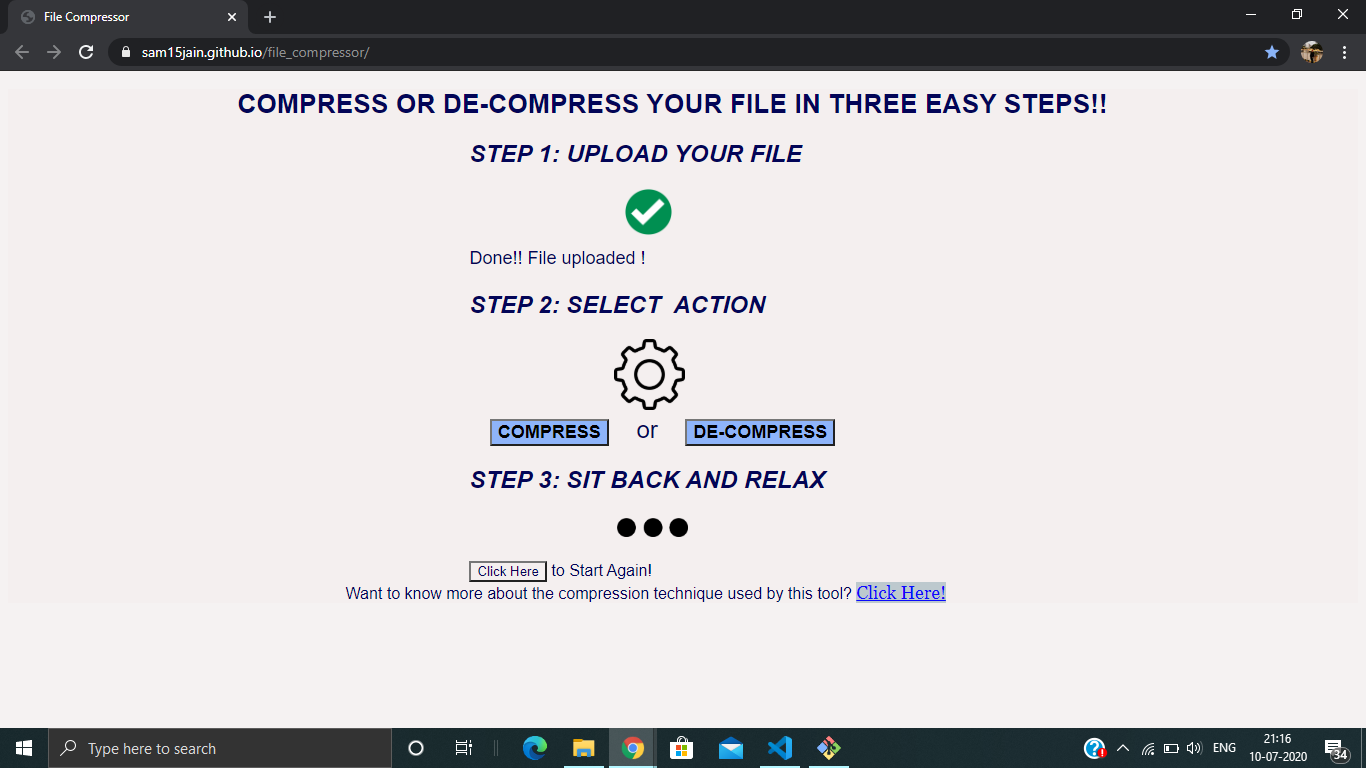 File Compressor
sam15jain.github.io/file_compressor/
COMPRESS OR DE-COMPRESS YOUR FILE IN THREE EASY STEPS!!
STEP 1: UPLOAD YOUR FILE
Done!! File uploaded !
STEP 2: SELECT  ACTION
COMPRESS or DE-COMPRESS
STEP 3: SIT BACK AND RELAX
Click Here to Start Again!
Want to know more about the compression technique used by this tool? Click Here!
Type here to search
ENG
21:16
10-07-2020
34